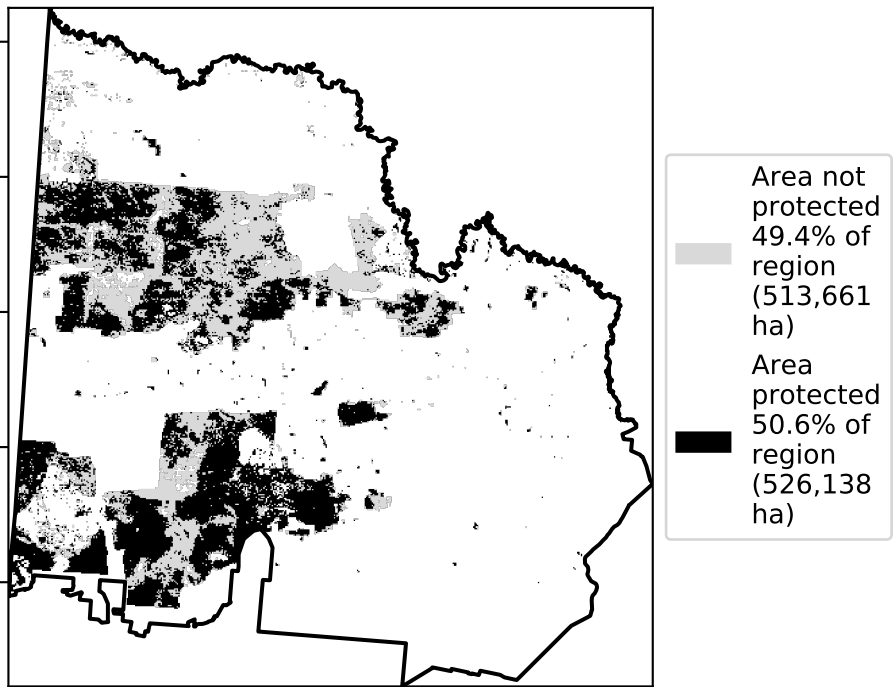 Area not
protected
49.4% of
region
(513,661
ha)
Area
protected
50.6% of
region
(526,138
ha)